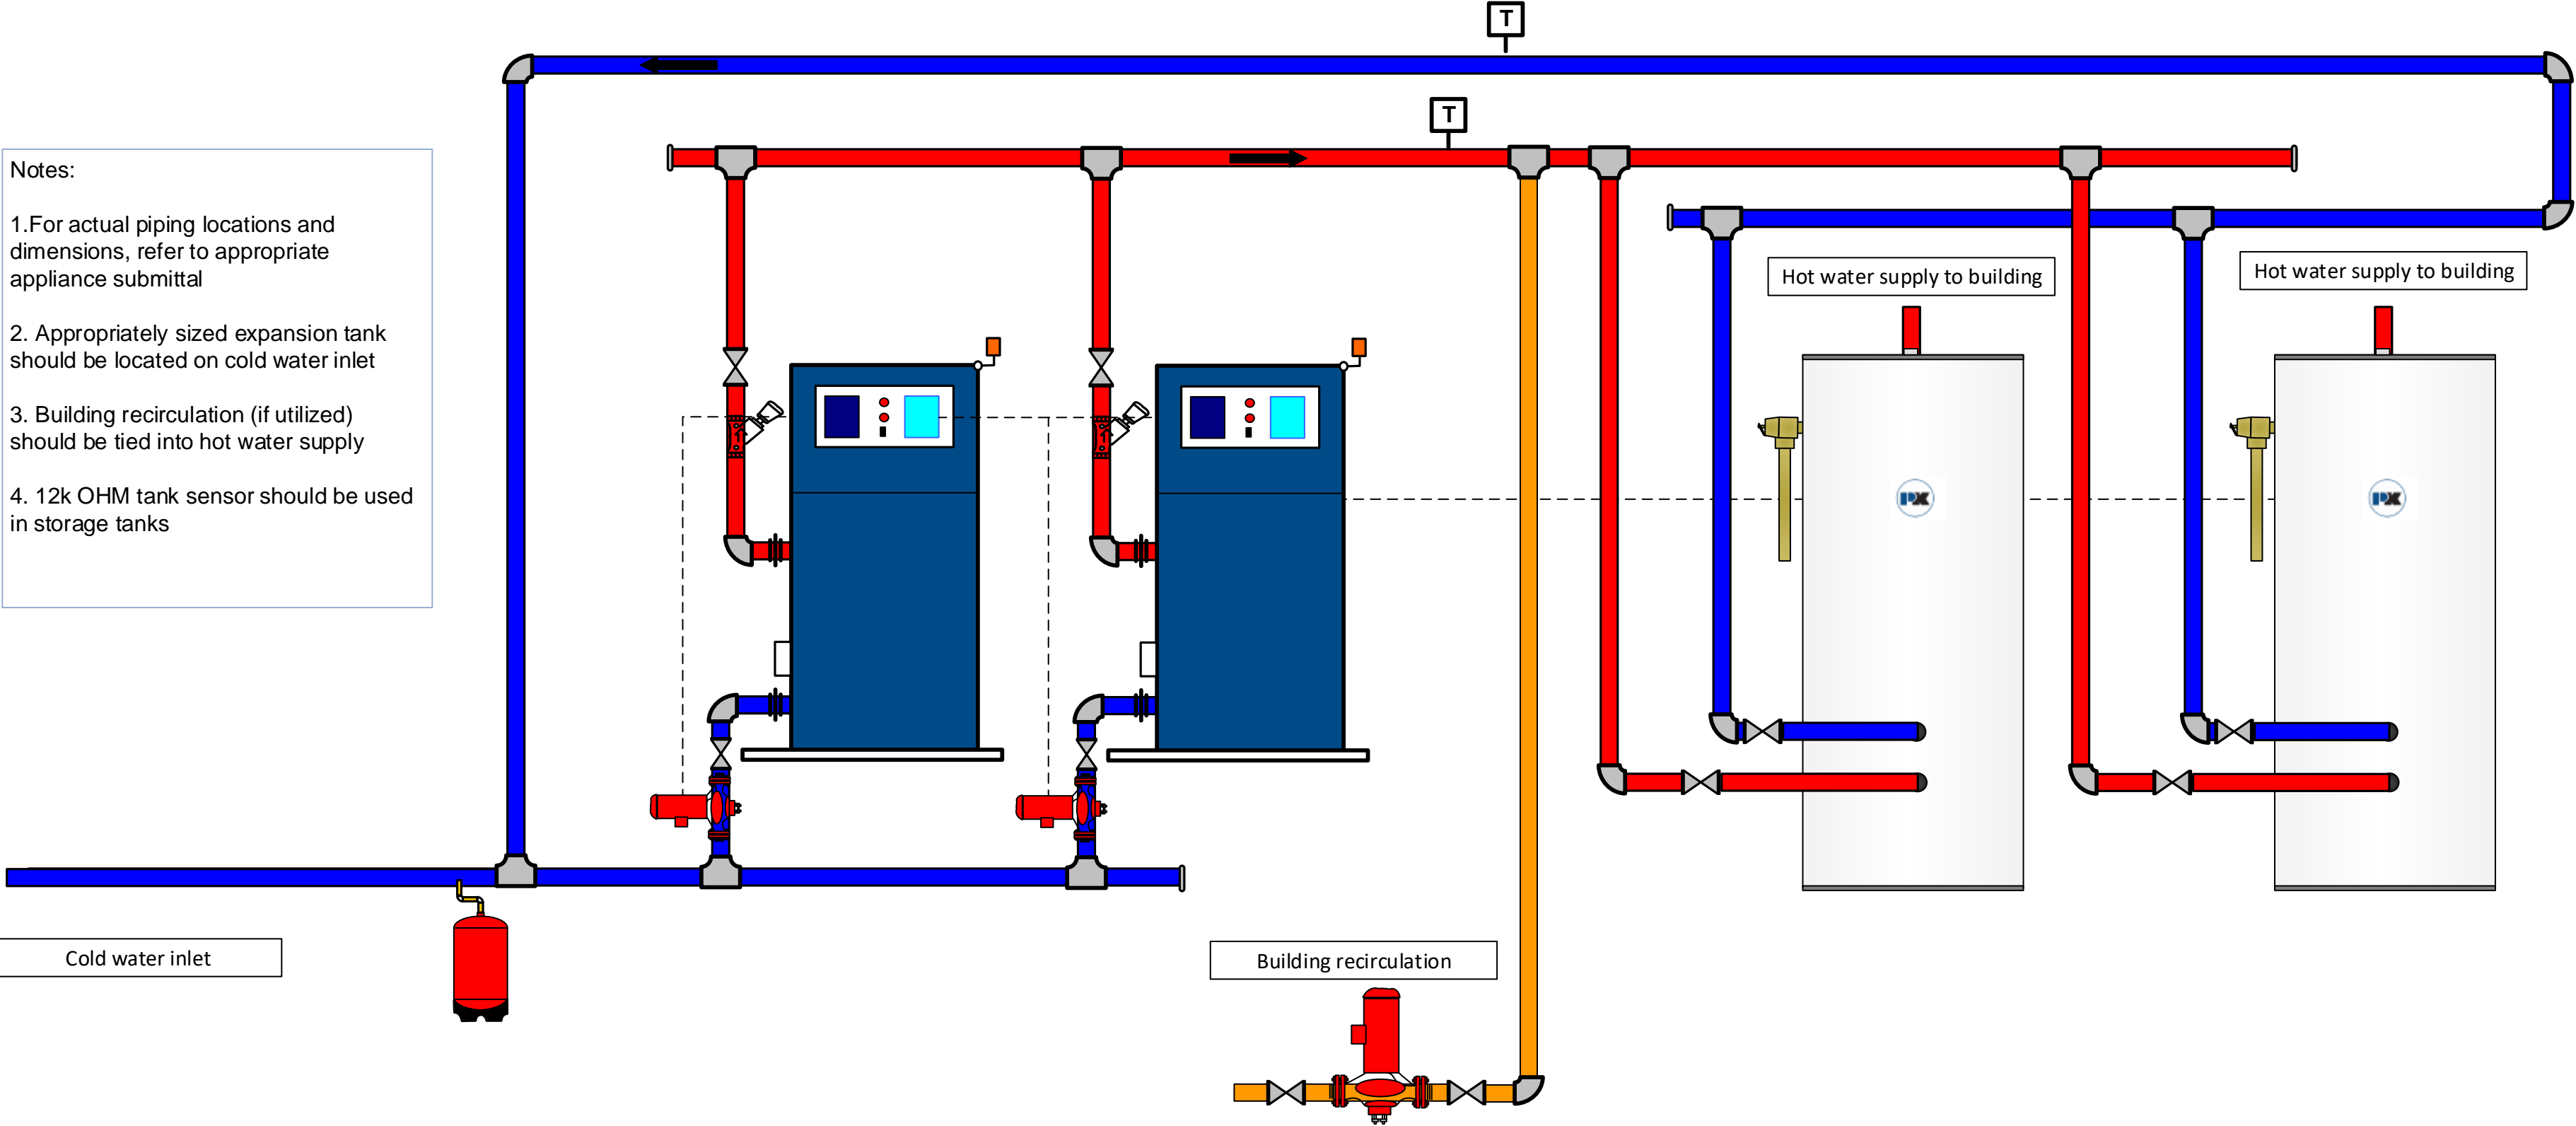 T
T
Notes:
1.For actual piping locations and
dimensions, refer to appropriate
appliance submittal
2. Appropriately sized expansion tank
should be located on cold water inlet
3. Building recirculation (if utilized)
should be tied into hot water supply
4. 12k OHM tank sensor should be used
in storage tanks
Hot water supply to building
Hot water supply to building
PX
PX
Cold water inlet
Building recirculation